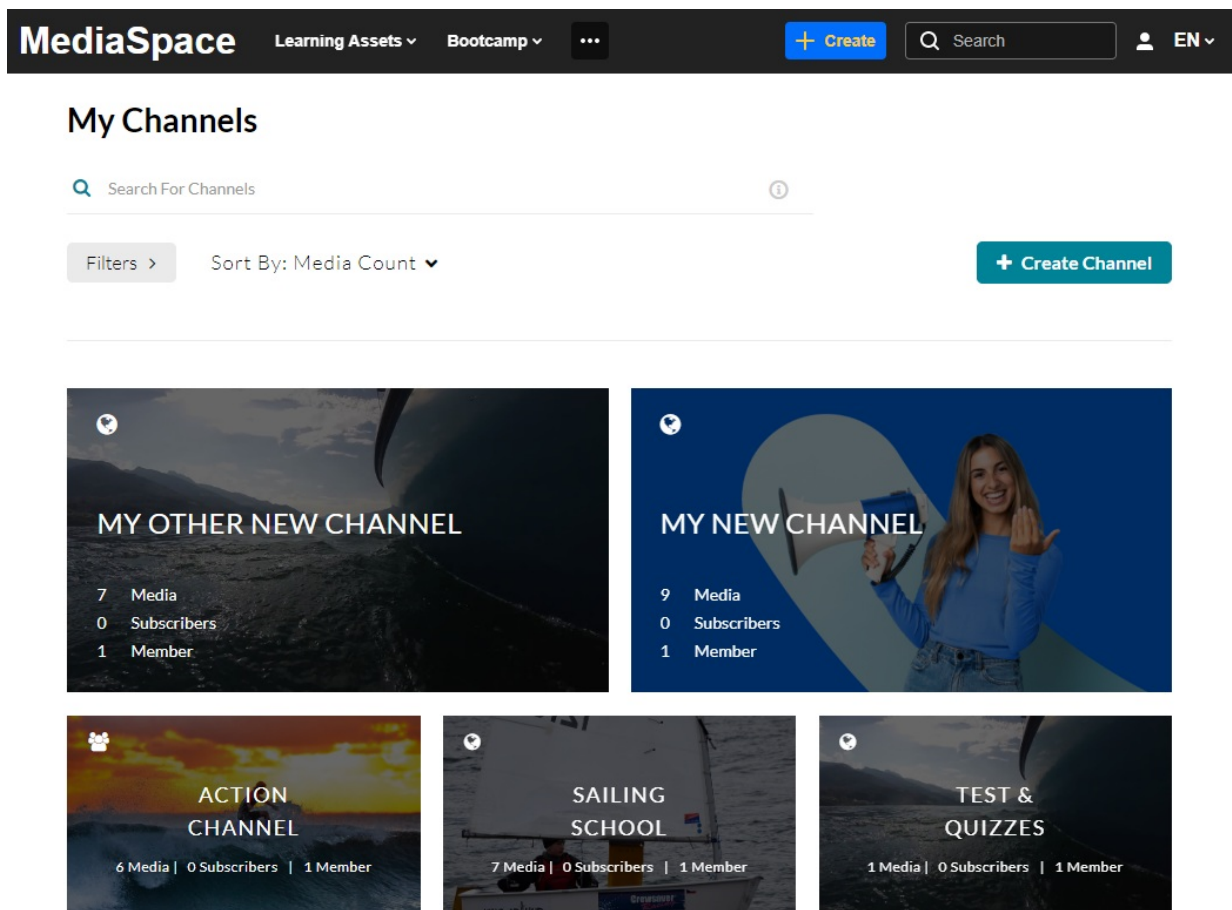 MediaSpace Learning Assets Bootcamp ••• + Create Search EN
My Channels
Search For Channels
Filters > Sort By: Media Count + Create Channel
MY OTHER NEW CHANNEL
7 Media
0 Subscribers
1 Member
MY NEW CHANNEL
9 Media
0 Subscribers
1 Member
ACTION
CHANNEL
6 Media | 0 Subscribers | 1 Member
SAILING
SCHOOL
7 Media | 0 Subscribers | 1 Member
TEST &
QUIZZES
1 Media | 0 Subscribers | 1 Member